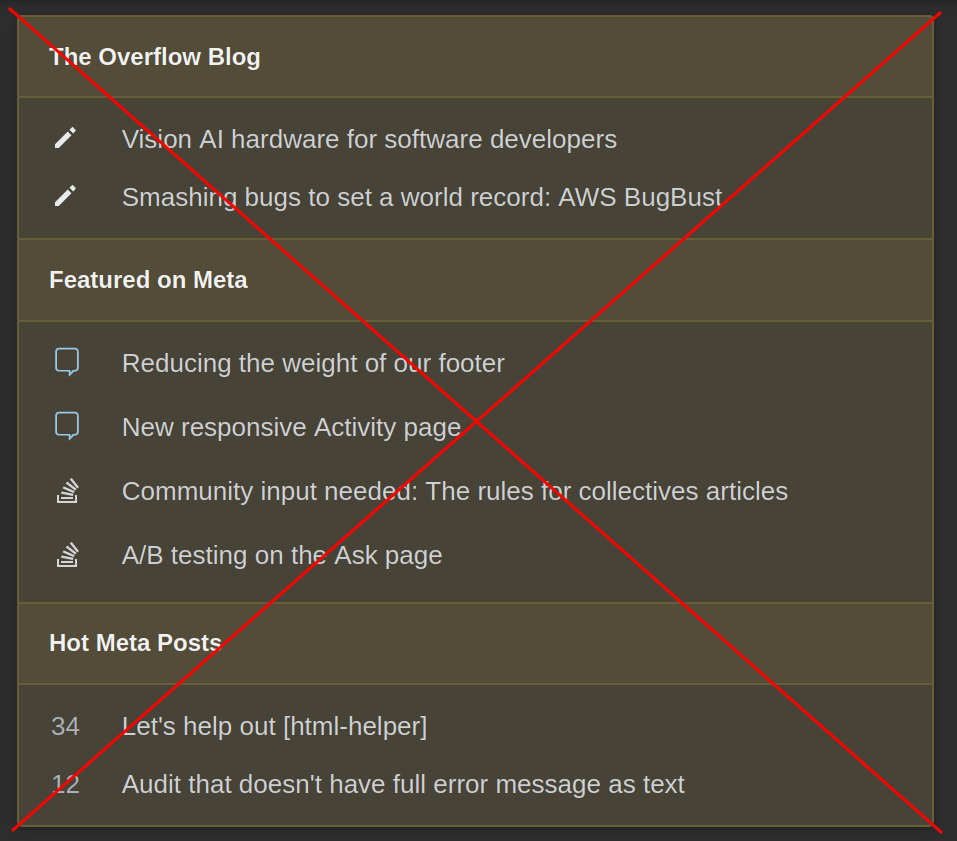 The Overflow Blog
Vision AI hardware for software developers
Smashing bugs to set a world record: AWS BugBust
Featured on Meta
Reducing the weight of our footer
New responsive Activity page
Community input needed: The rules for collectives articles
A/B testing on the Ask page
Hot Meta Posts
34 Let's help out [html-helper]
12 Audit that doesn't have full error message as text